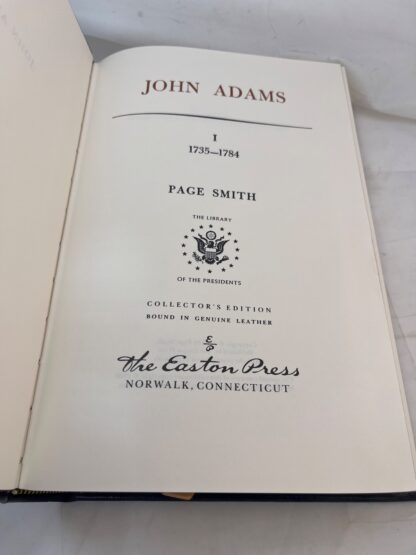 JOHN ADAMS
I
1735—1784
PAGE SMITH
THE LIBRARY
OF THE PRESIDENTS
COLLECTOR'S EDITION
BOUND IN GENUINE LEATHER
The Easton Press
NORWALK, CONNECTICUT